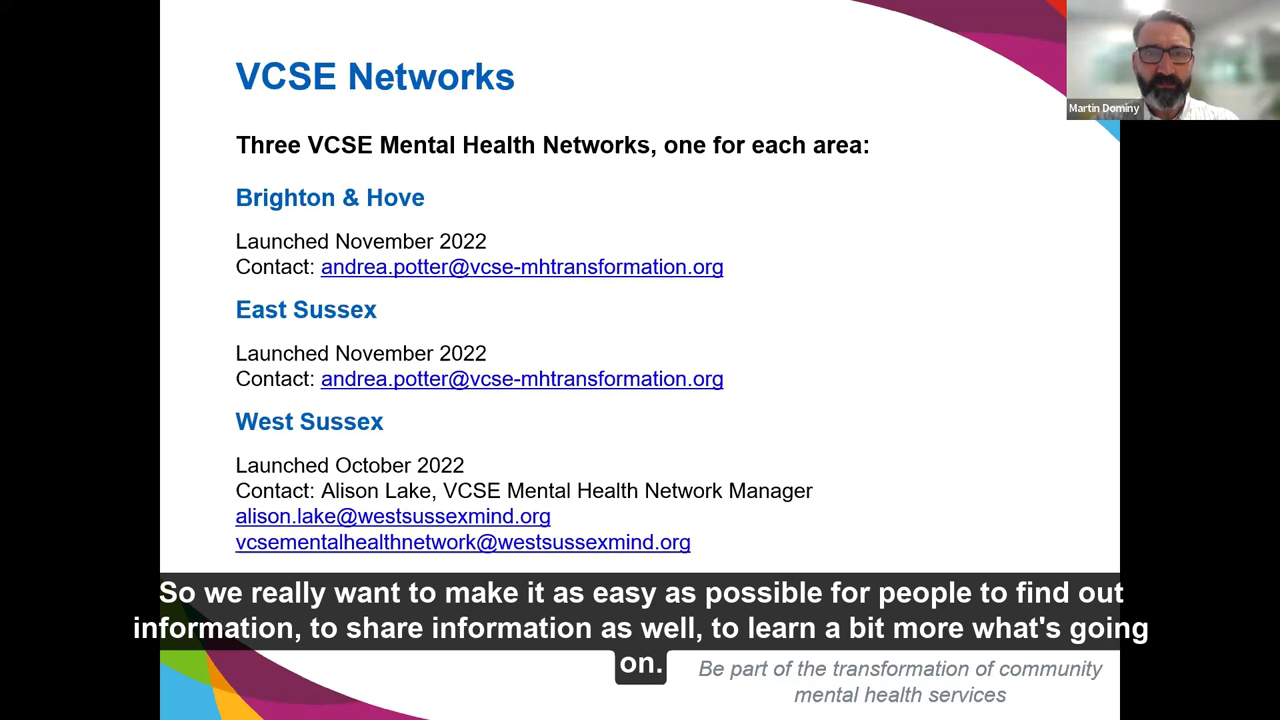 VCSE Networks
Martin Dominy
Three VCSE Mental Health Networks, one for each area:
Brighton & Hove
Launched November 2022
Contact: andrea.potter@vcse-mhtransformation.org
East Sussex
Launched November 2022
Contact: andrea.potter@vcse-mhtransformation.org
West Sussex
Launched October 2022
Contact: Alison Lake, VCSE Mental Health Network Manager
alison.lake@westsussexmind.org
vcsementalhealthnetwork@westsussexmind.org
So we really want to make it as easy as possible for people to find out
information, to share information as well, to learn a bit more what's going
on.
Be part of the transformation of community
mental health services